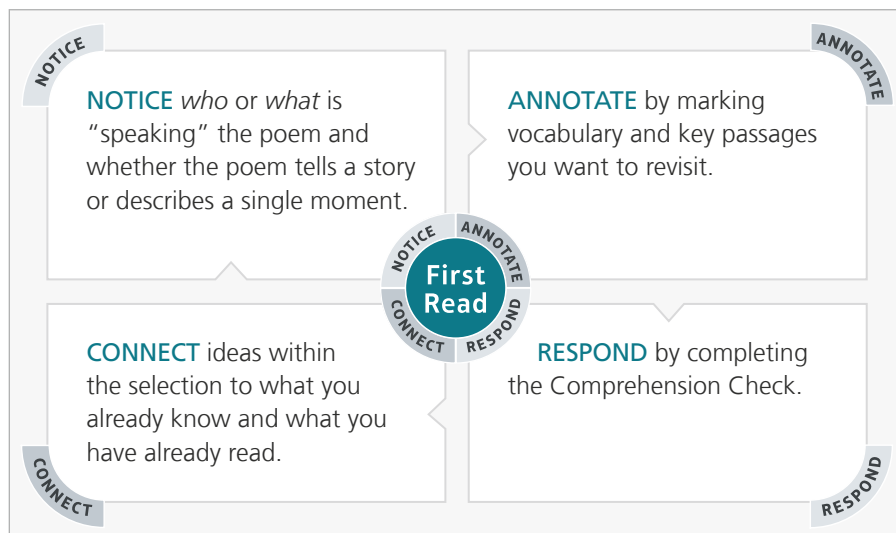 NOTICE
NOTICE who or what is
“speaking” the poem and
whether the poem tells a story
or describes a single moment.
ANNOTATE
ANNOTATE by marking
vocabulary and key passages
you want to revisit.
NOTICE
ANNOTATE
First
Read
CONNECT
RESPOND
CONNECT ideas within
the selection to what you
already know and what you
have already read.
CONNECT
RESPOND by completing
the Comprehension Check.
RESPOND